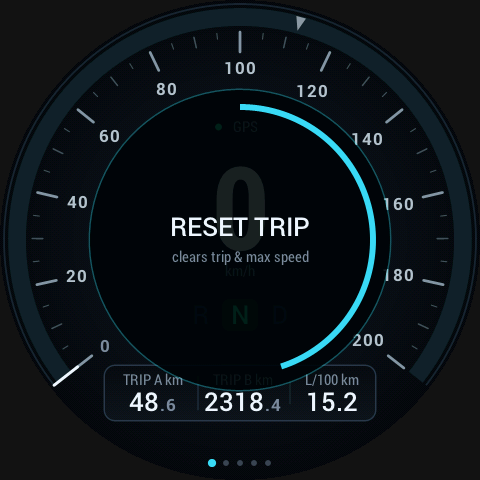 100
80
120
60
140
GPS
40
160
0
RESET TRIP
clears trip & max speed
km/h
20
180
R N D
0
200
TRIP A km TRIP B km L/100 km
48.6 2318.4 15.2